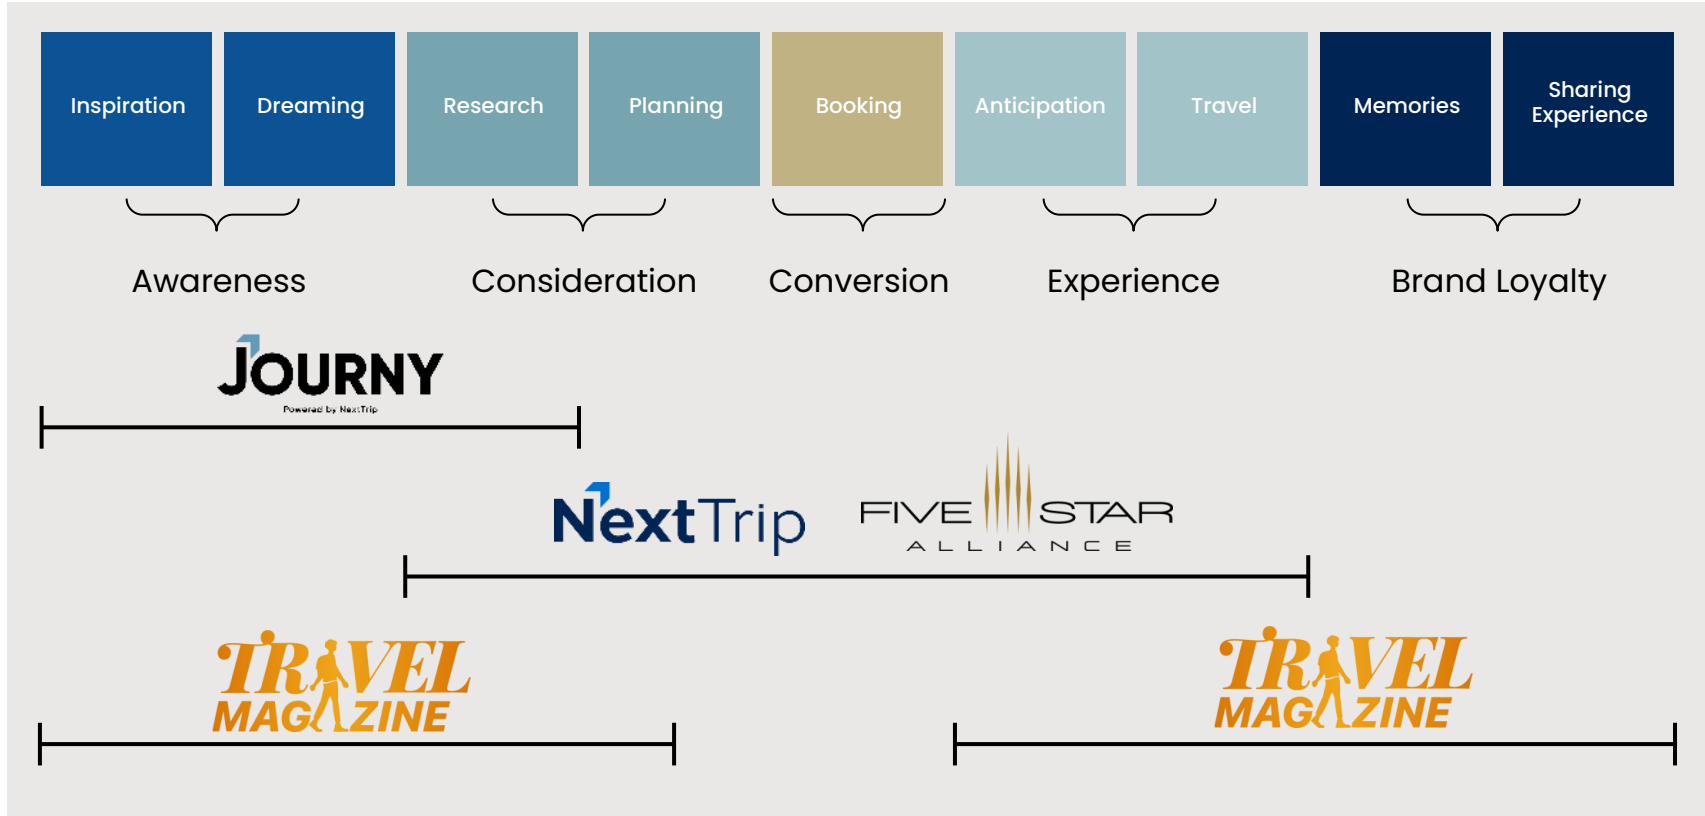 Inspiration
Dreaming
Research
Planning
Booking
Anticipation
Travel
Memories
Sharing
Experience
Awareness
Consideration
Conversion
Experience
Brand Loyalty
JOURNY
Powered by NextTrip
NextTrip
FIVE STAR
ALLIANCE
TRAVEL
MAGAZINE
TRAVEL
MAGAZINE